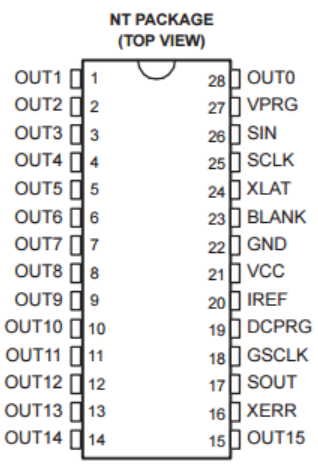 NT PACKAGE
(TOP VIEW)
OUT1 1 28 OUT0
OUT2 2 27 VPRG
OUT3 3 26 SIN
OUT4 4 25 SCLK
OUT5 5 24 XLAT
OUT6 6 23 BLANK
OUT7 7 22 GND
OUT8 8 21 VCC
OUT9 9 20 IREF
OUT10 10 19 DCPRG
OUT11 11 18 GSCLK
OUT12 12 17 SOUT
OUT13 13 16 XERR
OUT14 14 15 OUT15